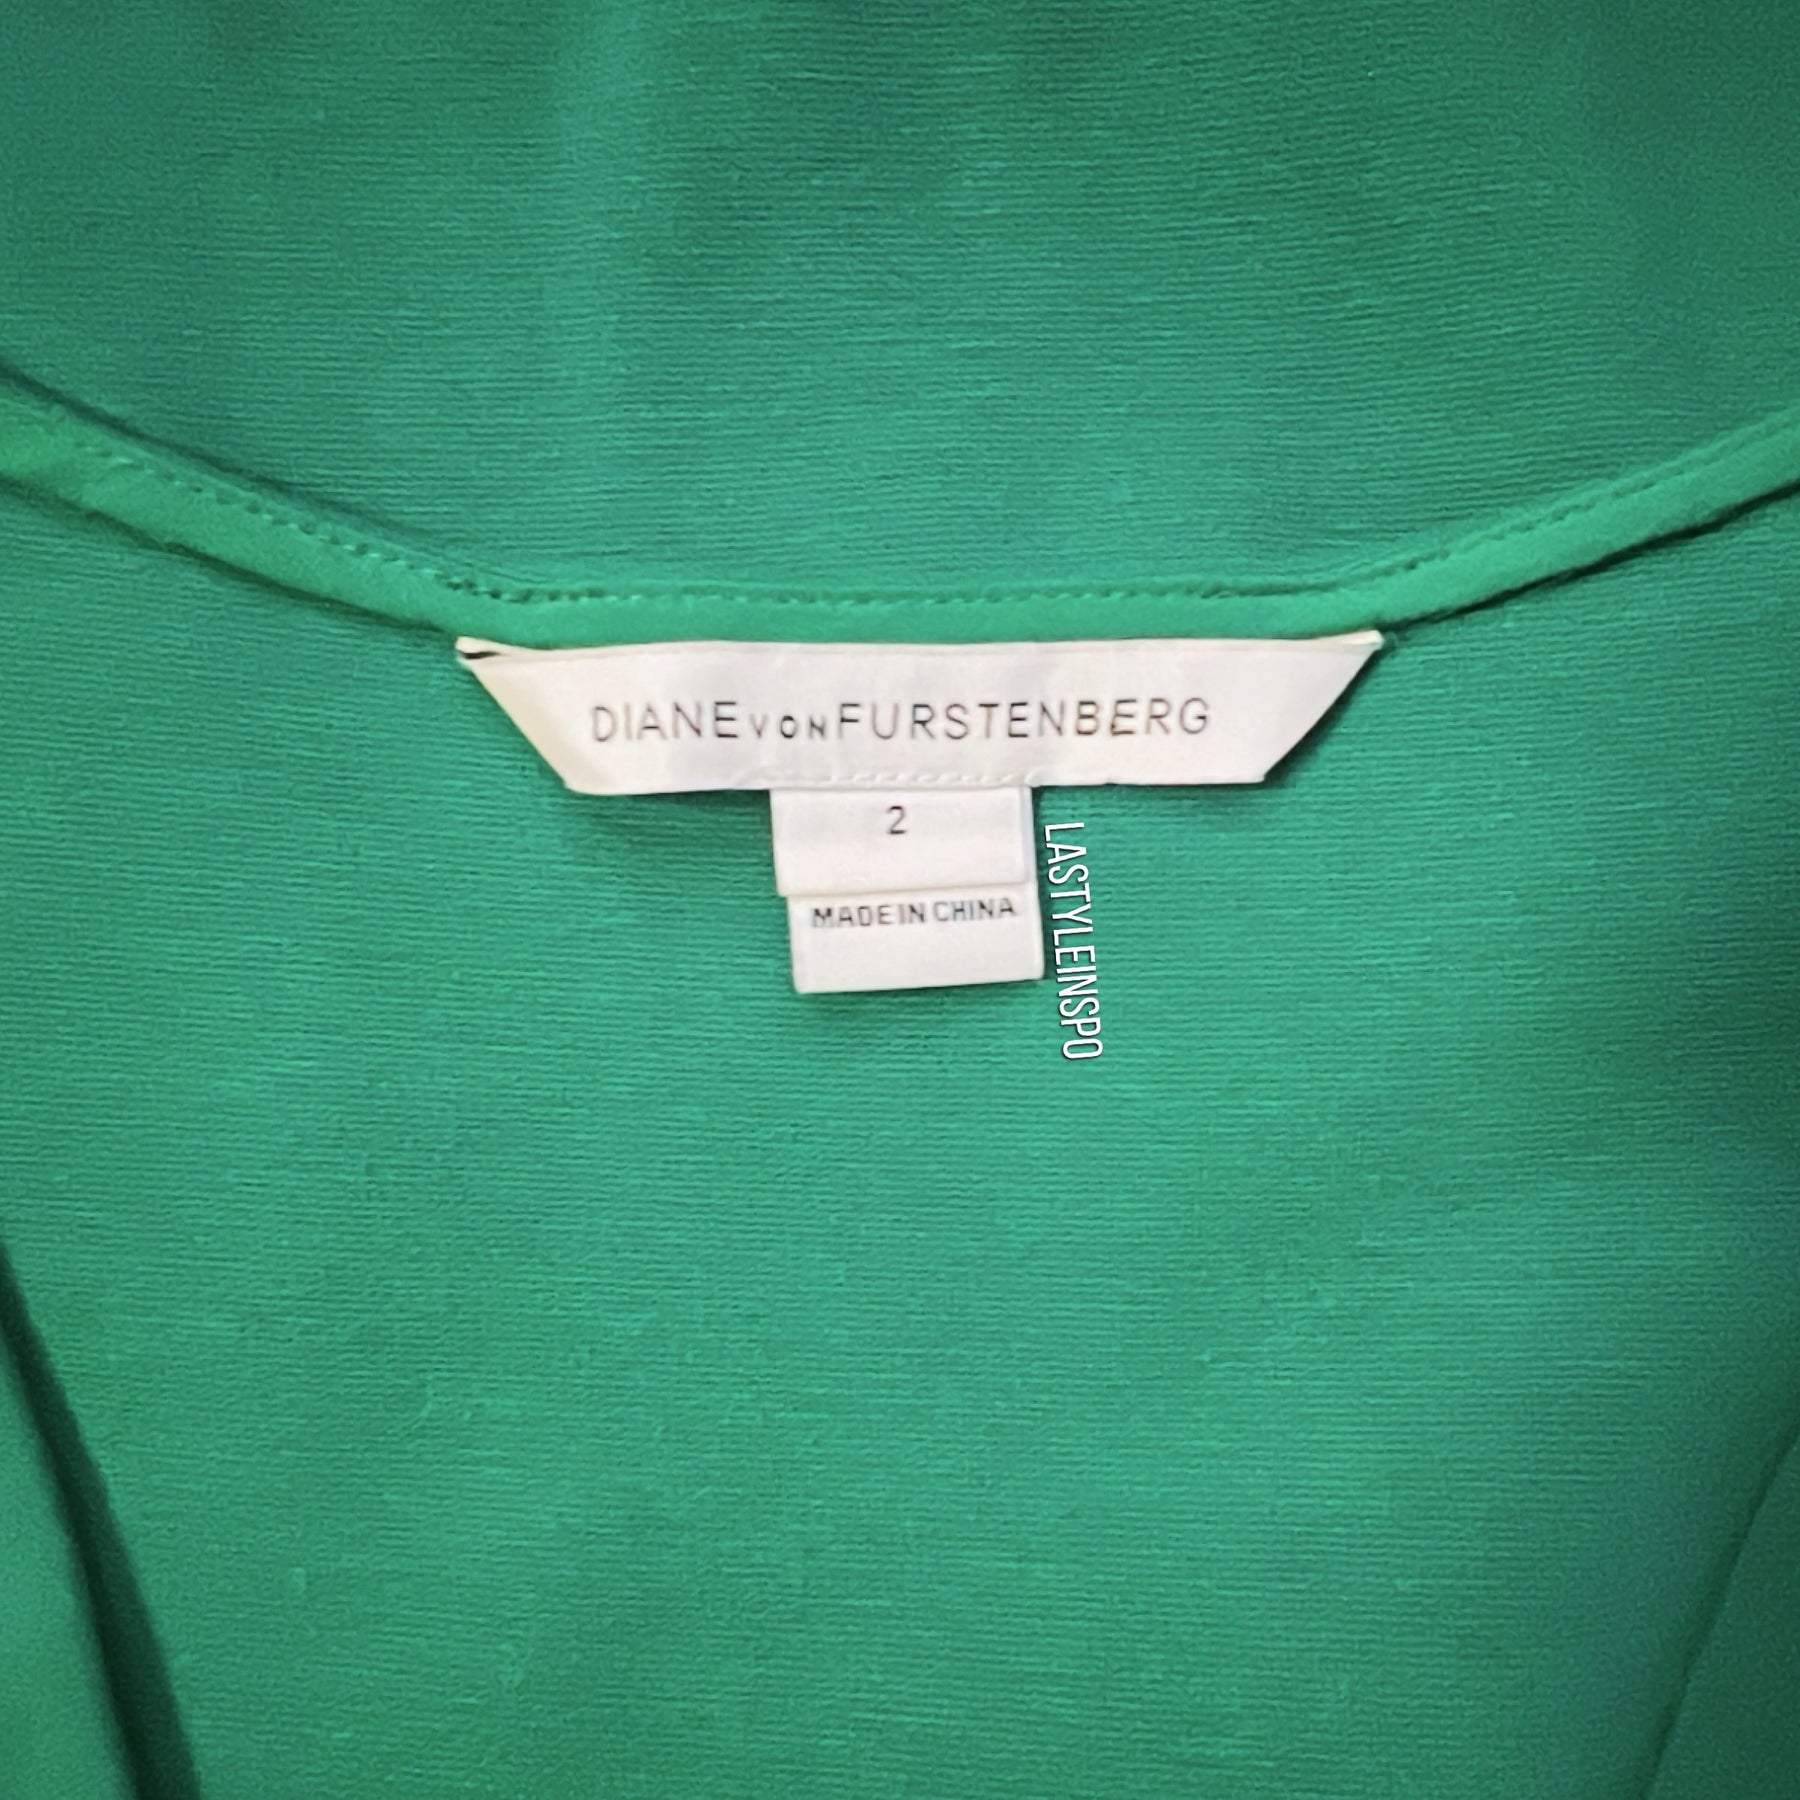 DIANE VON FURSTENBERG
2
MADE IN CHINA
LASTYLEINSPO